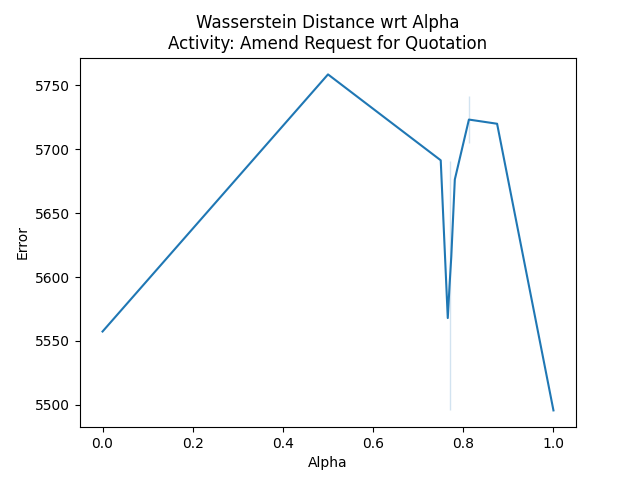 Wasserstein Distance wrt Alpha
Activity: Amend Request for Quotation
5750
5700
5650
5600
5550
5500
Error
0.0 0.2 0.4 0.6 0.8 1.0
Alpha